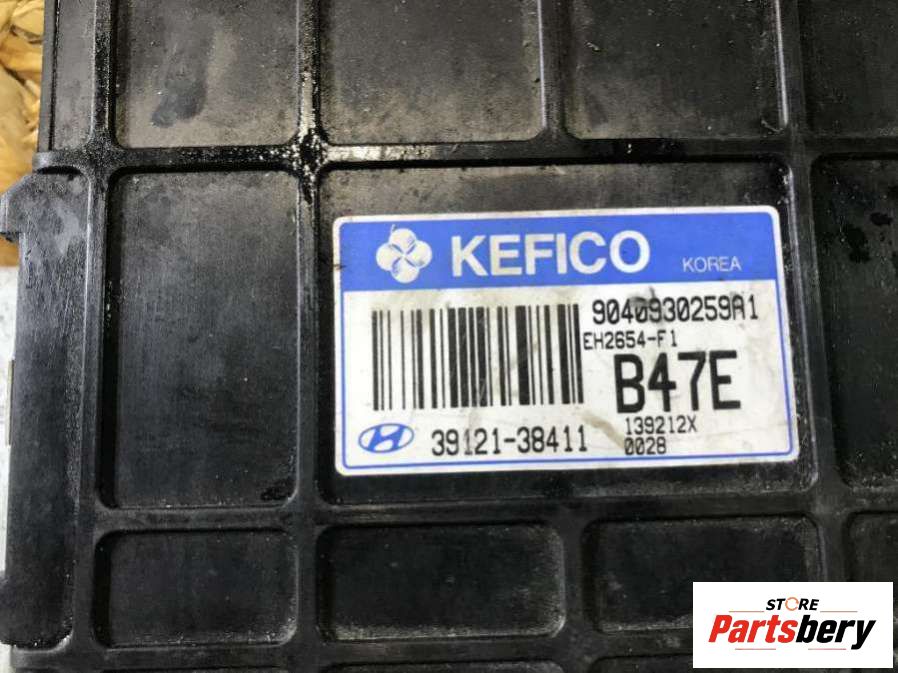 KEFICO KOREA
9040930259A1
EH2654-F1
B47E
39121-38411
139212X
0028
STORE
Partsbery